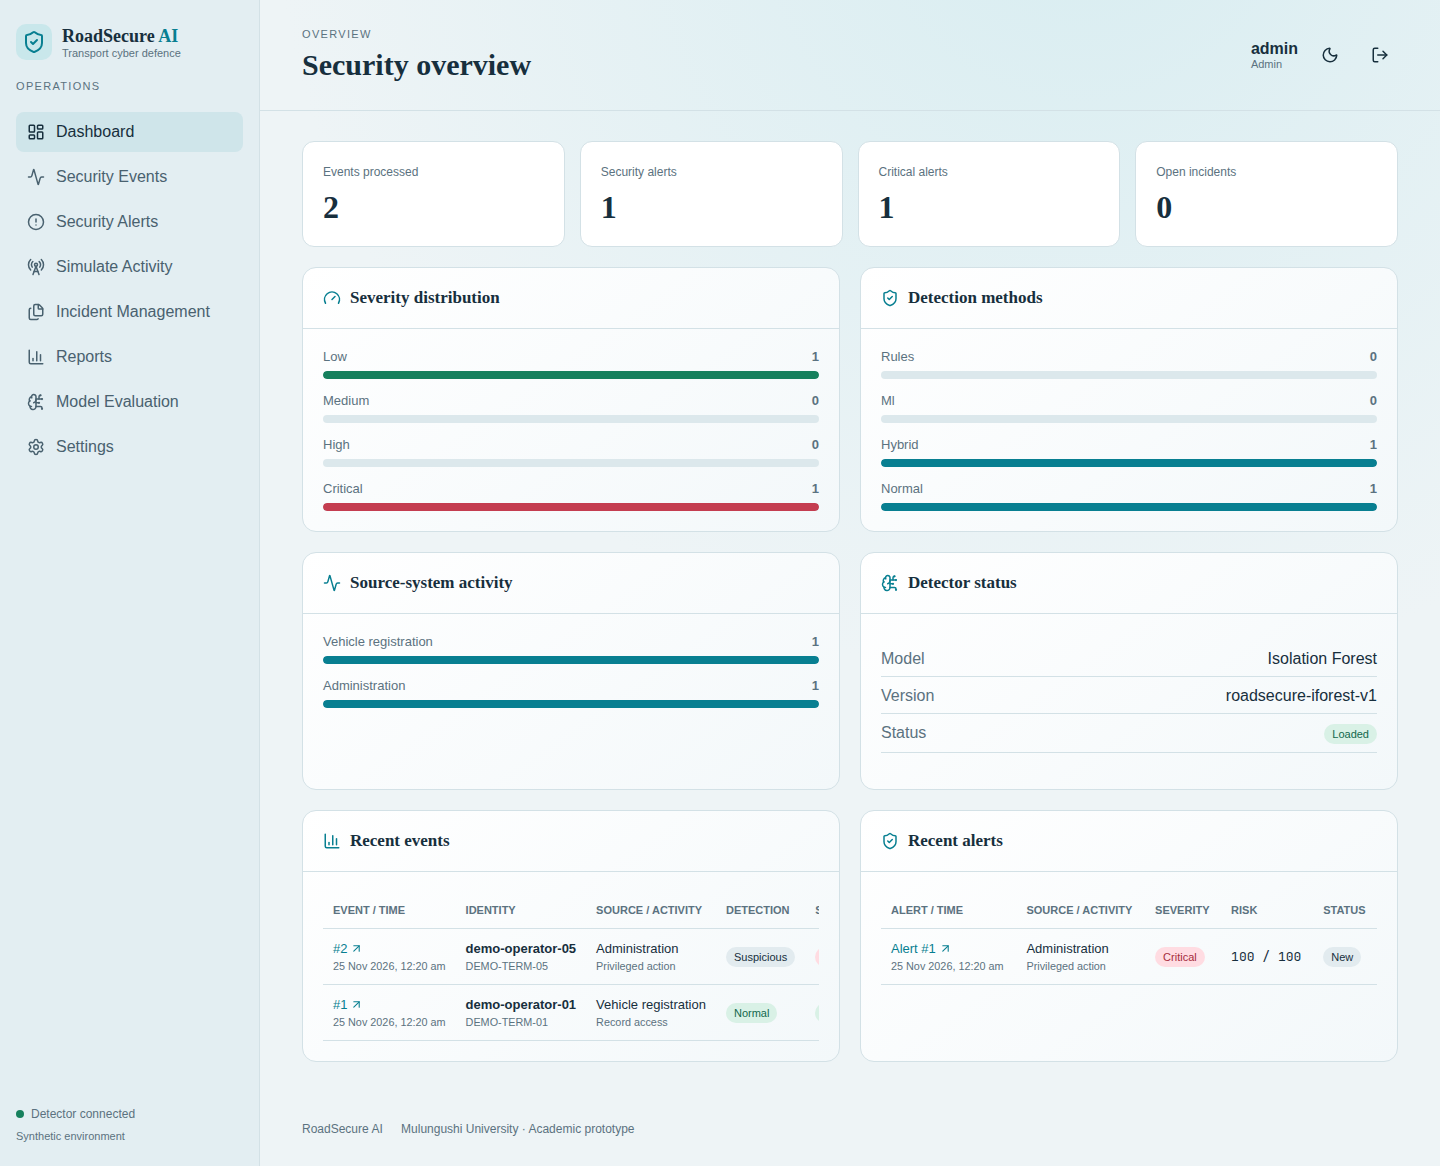 RoadSecure AI
Transport cyber defence
OPERATIONS
Dashboard
Security Events
Security Alerts
Simulate Activity
Incident Management
Reports
Model Evaluation
Settings
Detector connected
Synthetic environment
OVERVIEW
Security overview
admin
Admin
Events processed
2
Security alerts
1
Critical alerts
1
Open incidents
0
Severity distribution
Low 1
Medium 0
High 0
Critical 1
Detection methods
Rules 0
Ml 0
Hybrid 1
Normal 1
Source-system activity
Vehicle registration 1
Administration 1
Detector status
Model Isolation Forest
Version roadsecure-iforest-v1
Status Loaded
Recent events
EVENT / TIME IDENTITY SOURCE / ACTIVITY DETECTION
#2 demo-operator-05 Administration Suspicious
25 Nov 2026, 12:20 am DEMO-TERM-05 Privileged action
#1 demo-operator-01 Vehicle registration Normal
25 Nov 2026, 12:20 am DEMO-TERM-01 Record access
Recent alerts
ALERT / TIME SOURCE / ACTIVITY SEVERITY RISK STATUS
Alert #1 Administration Critical 100 / 100 New
25 Nov 2026, 12:20 am Privileged action
RoadSecure AI Mulungushi University · Academic prototype